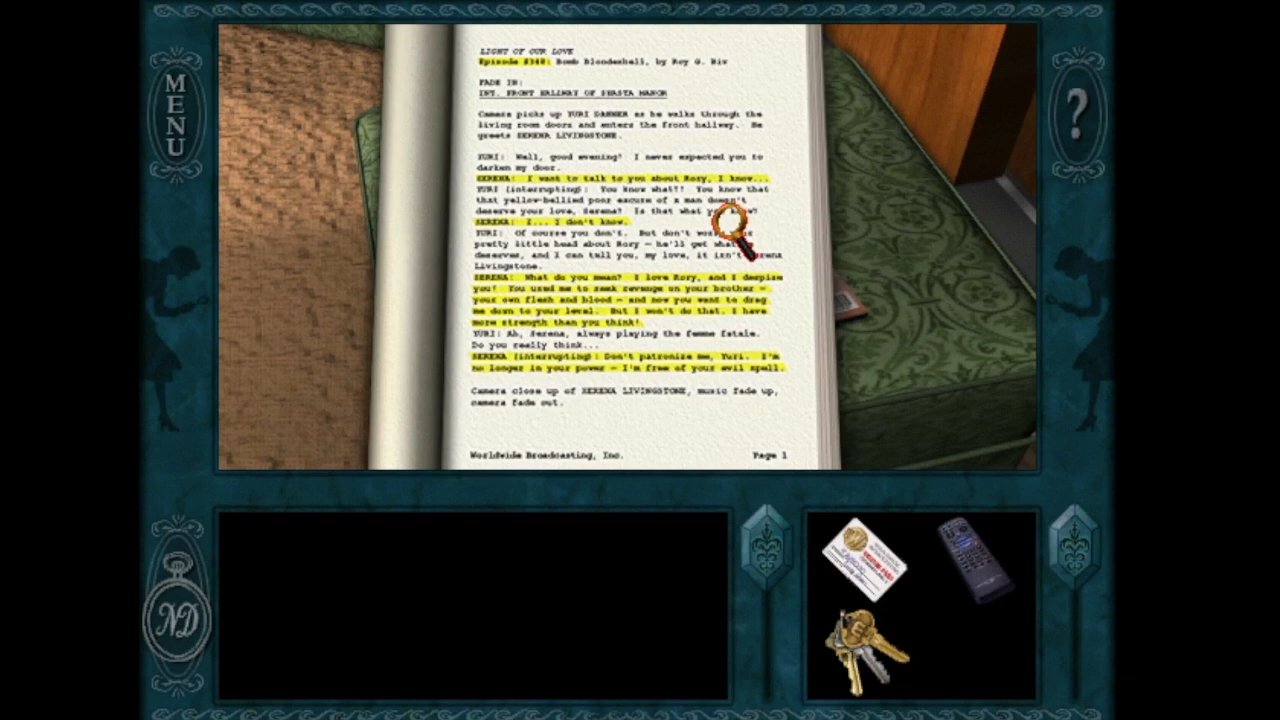 MENU
?
LIGHT OF OUR LOVE
Episode #348: Bomb Blondeshell, by Roy G. Biv
FADE IN:
INT. FRONT HALLWAY OF SHASTA MANOR
Camera picks up YURI DANNER as he walks through the
living room doors and enters the front hallway. He
greets SERENA LIVINGSTONE.
YURI: Well, good evening! I never expected you to
darken my door.
SERENA: I want to talk to you about Rory, I know...
YURI (interrupting): You know what?! You know that
that yellow-bellied poor excuse of a man doesn't
deserve your love, Serena? Is that what you know?
SERENA: I... I don't know.
YURI: Of course you don't. But don't
pretty little head about Rory — he'll get what
deserves, and I can tell you, my love, it isn't
Livingstone.
SERENA: What do you mean? I love Rory, and I despise
you! You used me to seek revenge on your brother —
your own flesh and blood — and now you want to drag
me down to your level. But I won't do that. I have
more strength than you think!
YURI: Ah, Serena, always playing the femme fatale.
Do you really think...
SERENA (interrupting): Don't patronize me, Yuri. I'm
no longer in your power — I'm free of your evil spell.
Camera close up of SERENA LIVINGSTONE, music fade up,
camera fade out.
Worldwide Broadcasting, Inc. Page 1
ND
E